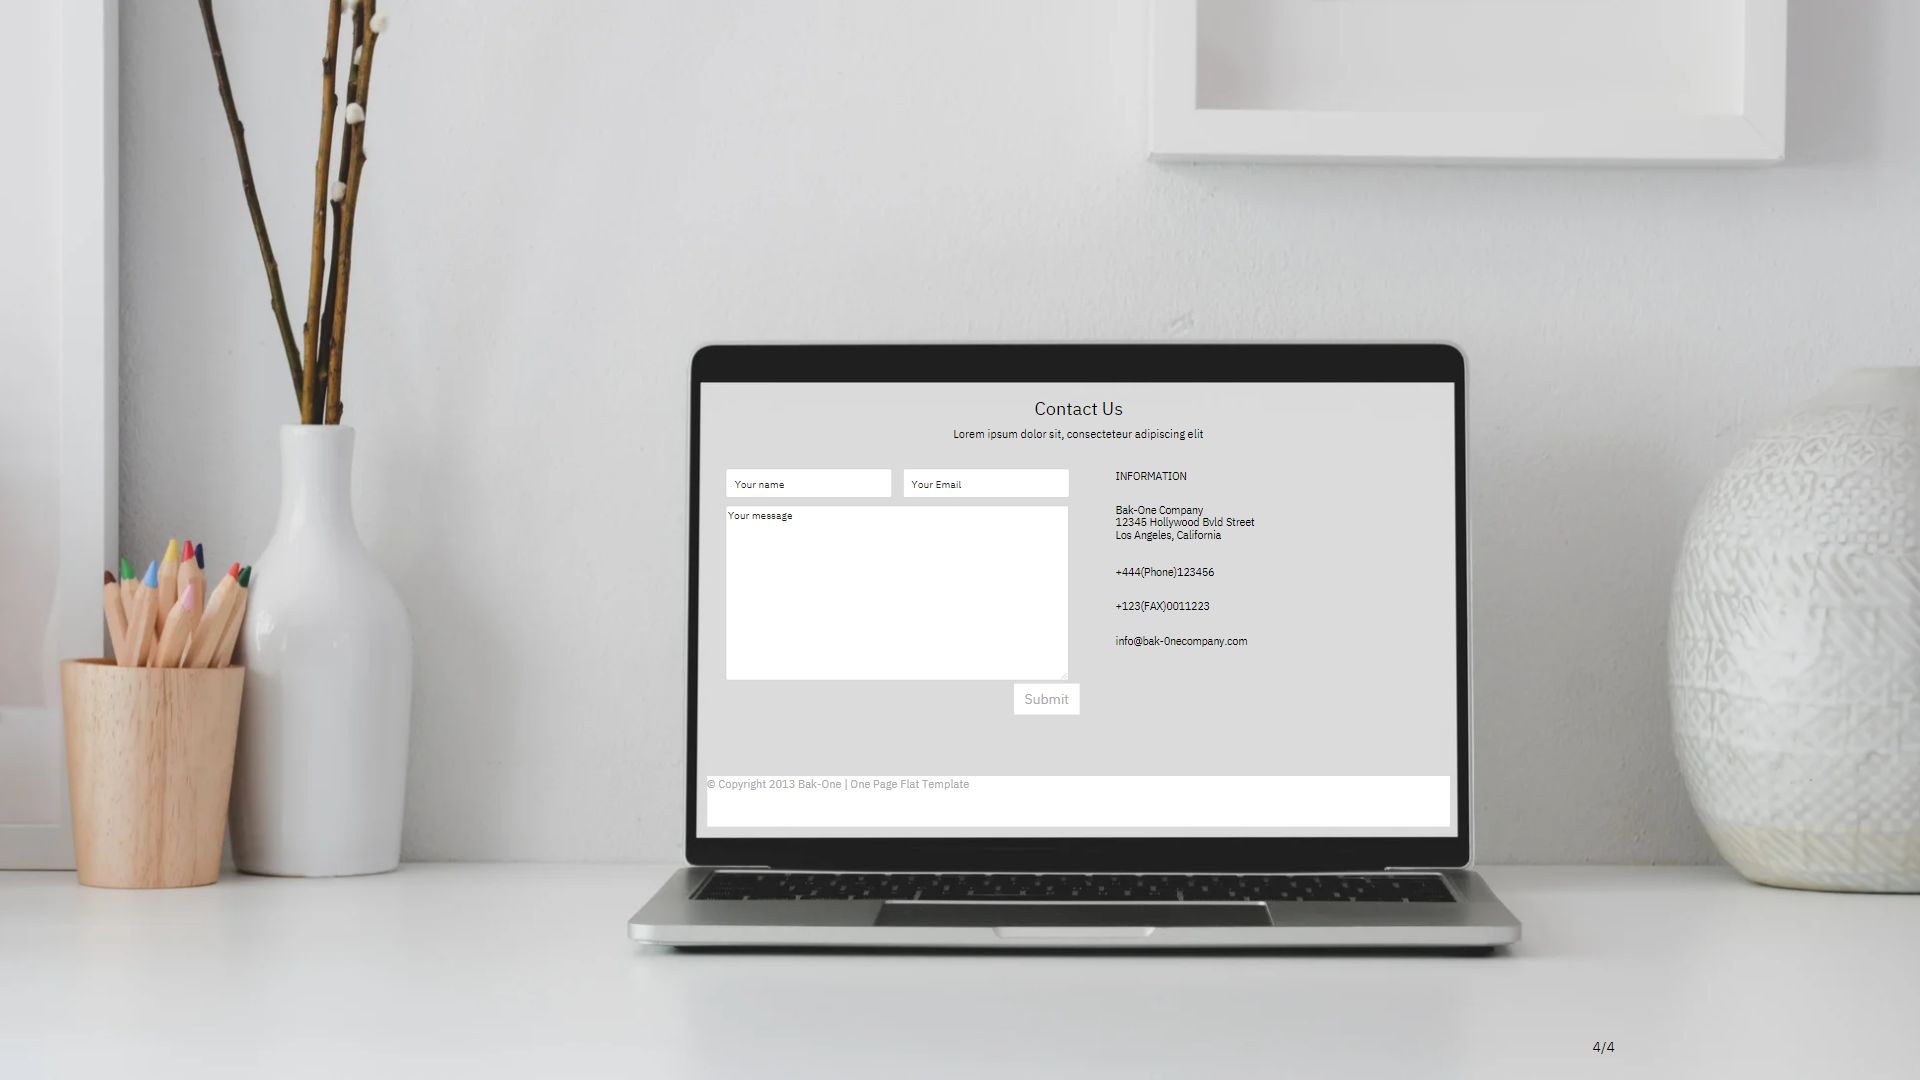 Contact Us
Lorem ipsum dolor sit, consecteteur adipiscing elit
Your name
Your Email
Your message
Submit
INFORMATION
Bak-One Company
12345 Hollywood Bvld Street
Los Angeles, California
+444(Phone)123456
+123(FAX)0011223
info@bak-0necompany.com
© Copyright 2013 Bak-One | One Page Flat Template
4/4